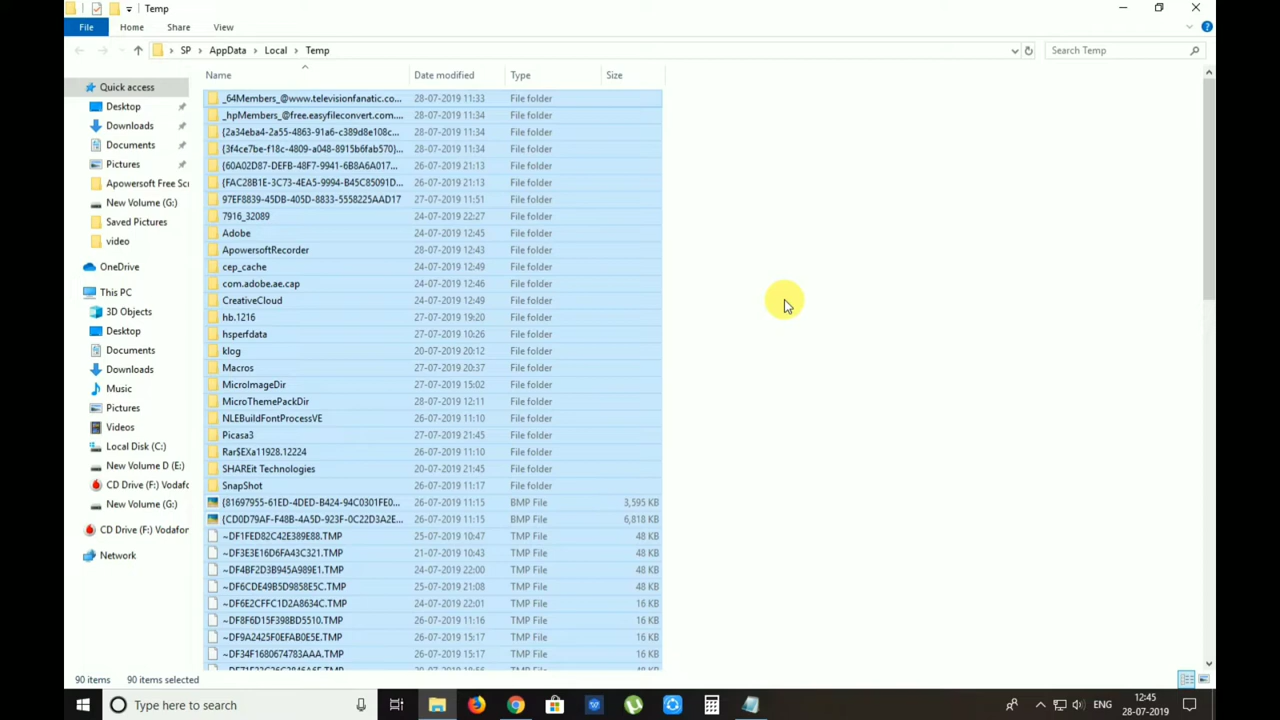 Temp
File Home Share View
SP AppData Local Temp Search Temp
Name Date modified Type Size
Quick access
Desktop
Downloads
Documents
Pictures
Apowersoft Free Scr
New Volume (G:)
Saved Pictures
video
OneDrive
This PC
3D Objects
Desktop
Documents
Downloads
Music
Pictures
Videos
Local Disk (C:)
New Volume D (E:)
CD Drive (F:) Vodafo
New Volume (G:)
CD Drive (F:) Vodafor
Network
_64Members_@www.televisionfanatic.co... 28-07-2019 11:33 File folder
_hpMembers_@free.easyfileconvert.com.... 28-07-2019 11:34 File folder
{2a34eba4-2a55-4863-91a6-c389d8e108c... 28-07-2019 11:34 File folder
{3f4ce7be-f18c-4809-a048-8915b6fab570}... 28-07-2019 11:34 File folder
{60A02D87-DEFB-48F7-9941-6B8A6A017... 26-07-2019 21:13 File folder
{FAC28B1E-3C73-4EA5-9994-B45C85091D... 26-07-2019 21:13 File folder
97EF8839-45DB-405D-8833-5558225AAD17 27-07-2019 11:51 File folder
7916_32089 24-07-2019 22:27 File folder
Adobe 24-07-2019 12:45 File folder
ApowersoftRecorder 28-07-2019 12:43 File folder
cep_cache 24-07-2019 12:49 File folder
com.adobe.ae.cap 24-07-2019 12:46 File folder
CreativeCloud 24-07-2019 12:49 File folder
hb.1216 27-07-2019 19:20 File folder
hsperfdata 27-07-2019 10:26 File folder
klog 20-07-2019 20:12 File folder
Macros 27-07-2019 20:37 File folder
MicroImageDir 27-07-2019 15:02 File folder
MicroThemePackDir 28-07-2019 12:11 File folder
NLEBuildFontProcessVE 26-07-2019 11:10 File folder
Picasa3 27-07-2019 21:45 File folder
Rar$EXa11928.12224 26-07-2019 11:10 File folder
SHAREit Technologies 20-07-2019 21:45 File folder
SnapShot 26-07-2019 11:17 File folder
{81697955-61ED-4DED-B424-94C0301FE0... 26-07-2019 11:15 BMP File 3,595 KB
{CD0D79AF-F48B-4A5D-923F-0C22D3A2E... 26-07-2019 11:15 BMP File 6,818 KB
~DF1FED82C42E389E88.TMP 25-07-2019 10:47 TMP File 48 KB
~DF3E3E16D6FA43C321.TMP 21-07-2019 10:43 TMP File 48 KB
~DF4BF2D3B945A989E1.TMP 24-07-2019 22:00 TMP File 48 KB
~DF6CDE49B5D9858E5C.TMP 25-07-2019 21:08 TMP File 48 KB
~DF6E2CFFC1D2A8634C.TMP 24-07-2019 22:01 TMP File 16 KB
~DF8F6D15F398BD5510.TMP 26-07-2019 11:16 TMP File 16 KB
~DF9A2425F0EFAB0E5E.TMP 26-07-2019 15:17 TMP File 16 KB
~DF34F1680674783AAA.TMP 26-07-2019 15:17 TMP File 16 KB
90 items 90 items selected
Type here to search
ENG
12:45
28-07-2019